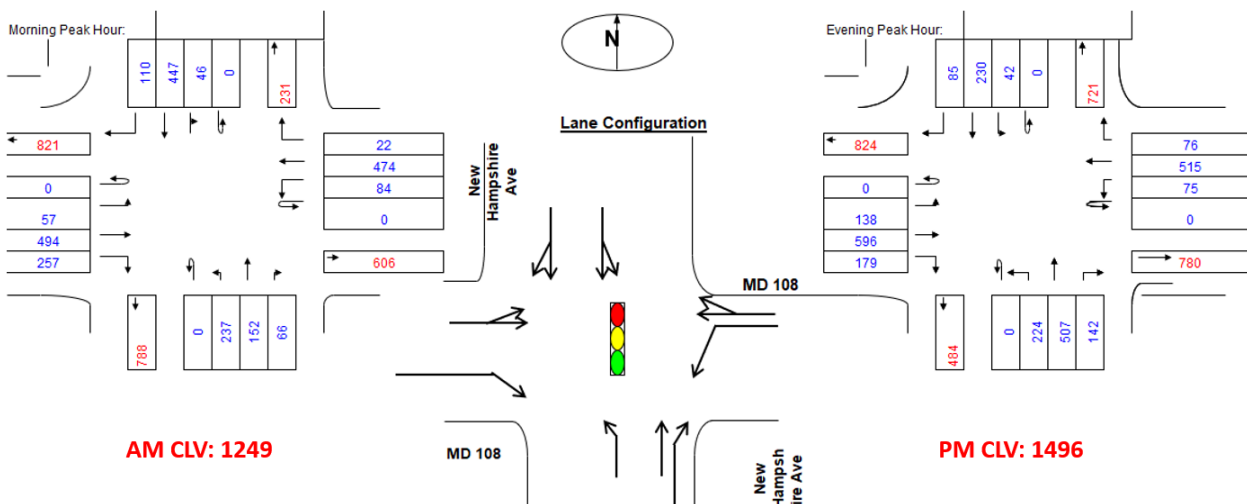 Morning Peak Hour:
110
447
46
0
231
821
0
57
494
257
22
474
84
0
606
788
0
237
152
66
AM CLV: 1249
N
Lane Configuration
New
Hampshire
Ave
MD 108
MD 108
New
Hampsh
ire Ave
Evening Peak Hour:
85
230
42
0
721
824
0
138
596
179
76
515
75
0
780
484
0
224
507
142
PM CLV: 1496